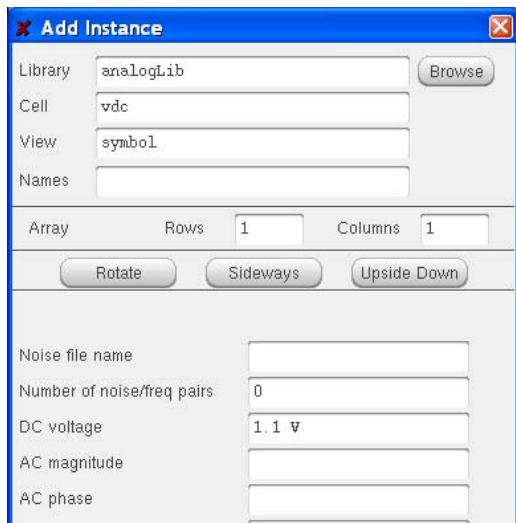 Add Instance
Library analogLib Browse
Cell vdc
View symbol
Names
Array Rows 1 Columns 1
Rotate Sideways Upside Down
Noise file name
Number of noise/freq pairs 0
DC voltage 1.1 V
AC magnitude
AC phase